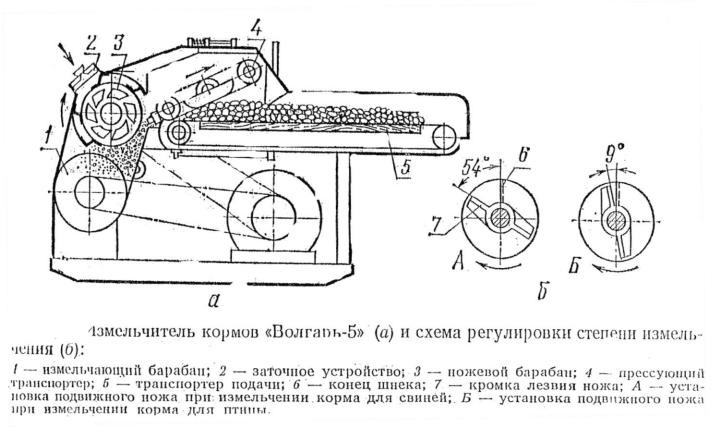 2 3 4
1
5
54° 6 9°
7
А Б
а б
Измельчитель кормов «Волгарь-5» (а) и схема регулировки степени измель-
чения (б):
1 — измельчающий барабан; 2 — заточное устройство; 3 — ножевой барабан; 4 — прессующий
транспортер; 5 — транспортер подачи; 6 — конец шнека; 7 — кромка лезвия ножа; А — уста-
новка подвижного ножа при измельчении корма для свиней; Б — установка подвижного ножа
при измельчении корма для птицы.